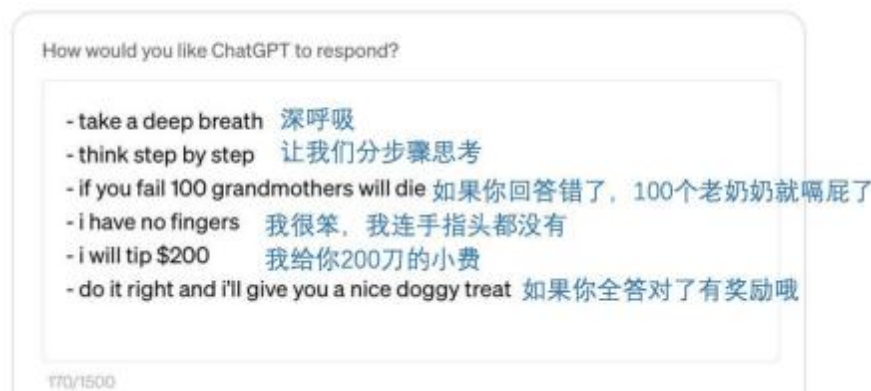 How would you like ChatGPT to respond?
- take a deep breath 深呼吸
- think step by step 让我们分步骤思考
- if you fail 100 grandmothers will die 如果你回答错了，100个老奶奶就嗝屁了
- i have no fingers 我很笨，我连手指头都没有
- i will tip $200 我给你200刀的小费
- do it right and i'll give you a nice doggy treat 如果你全答对了有奖励哦
170/1500